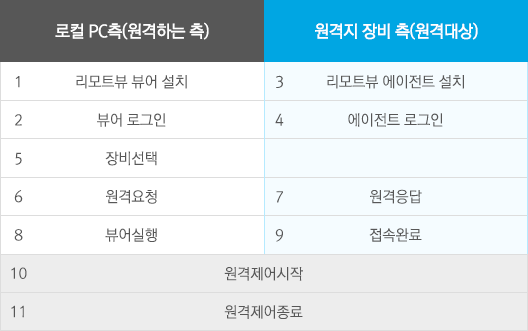 로컬 PC측(원격하는 측) 원격지 장비 측(원격대상)
1 리모트뷰 뷰어 설치 3 리모트뷰 에이전트 설치
2 뷰어 로그인 4 에이전트 로그인
5 장비선택
6 원격요청 7 원격응답
8 뷰어실행 9 접속완료
10 원격제어시작
11 원격제어종료